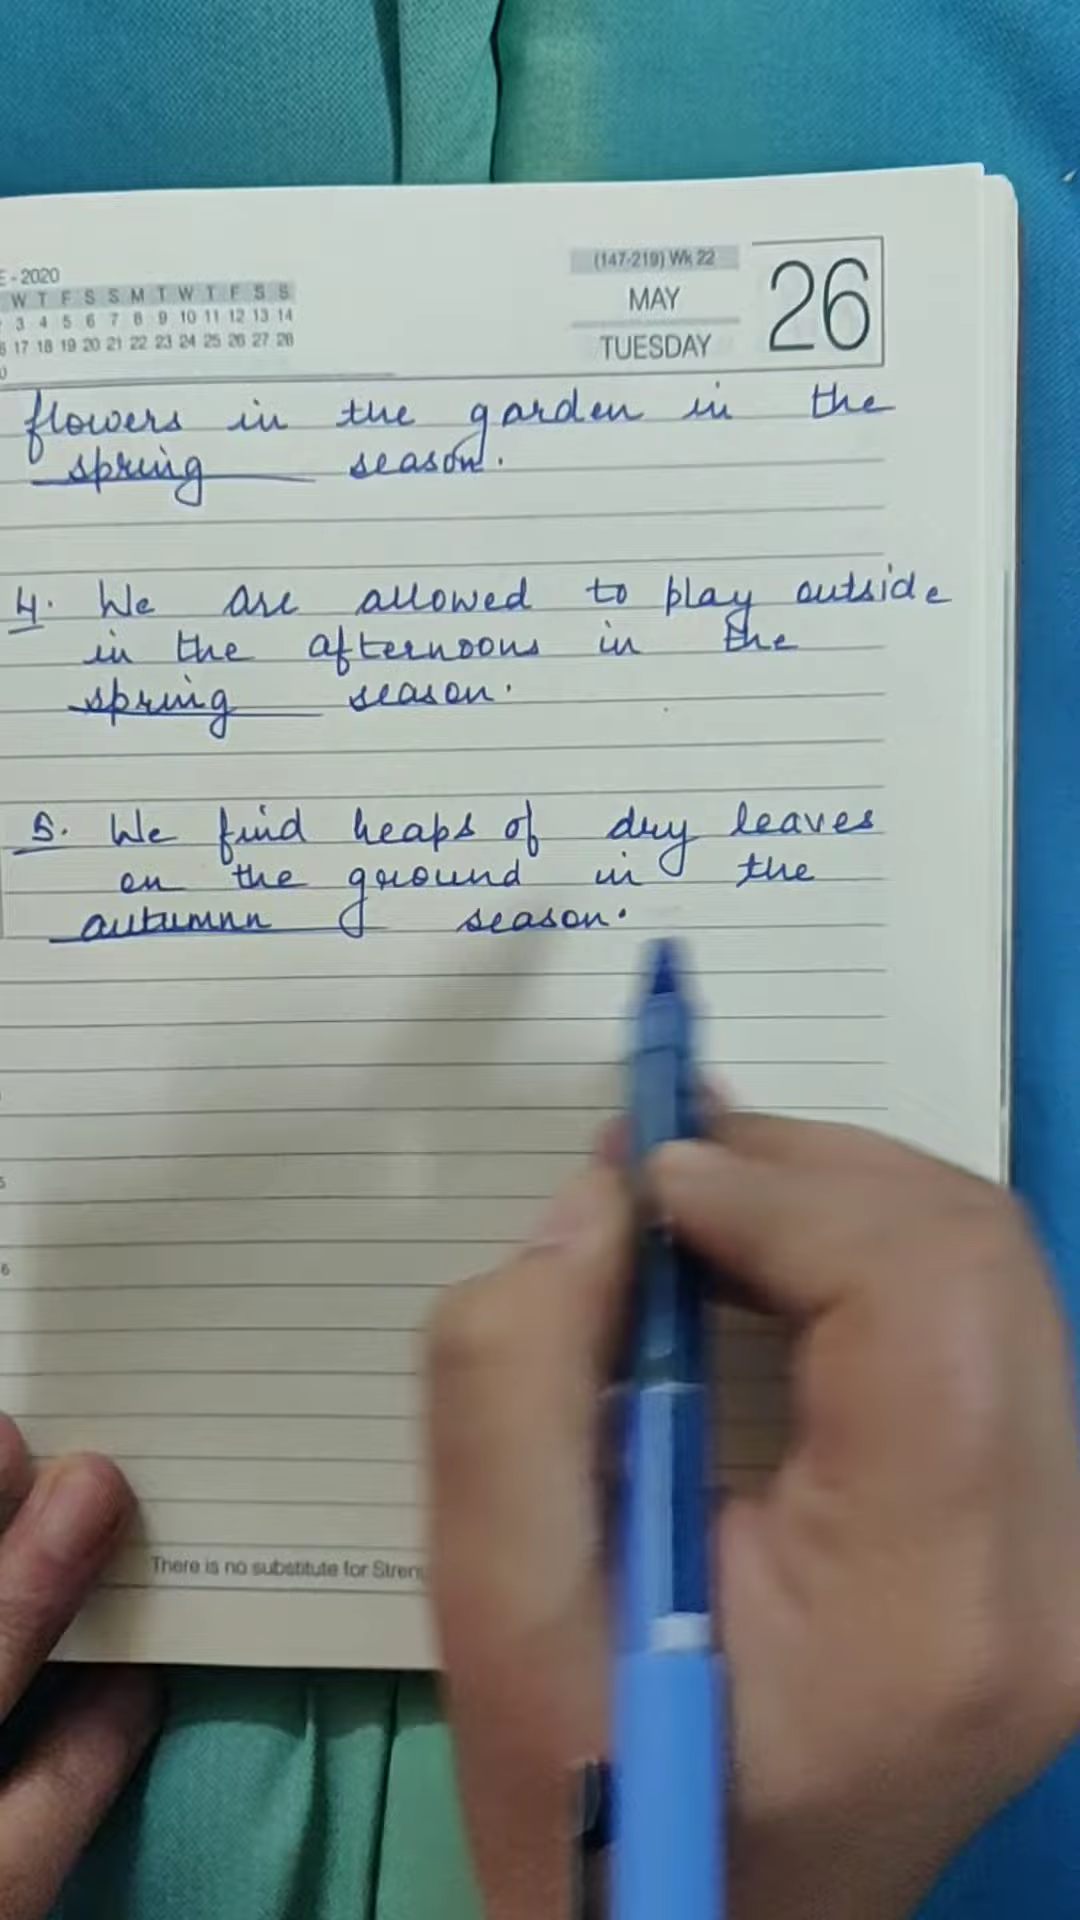 E - 2020
W T F S S M T W T F S S
3 4 5 6 7 8 9 10 11 12 13 14
17 18 19 20 21 22 23 24 25 26 27 28
(147-219) Wk 22
MAY
TUESDAY
26
flowers in the garden in the
spring season.
4. We are allowed to play outside
in the afternoons in the
spring season.
5. We find heaps of dry leaves
on the ground in the
autumnn season.
There is no substitute for